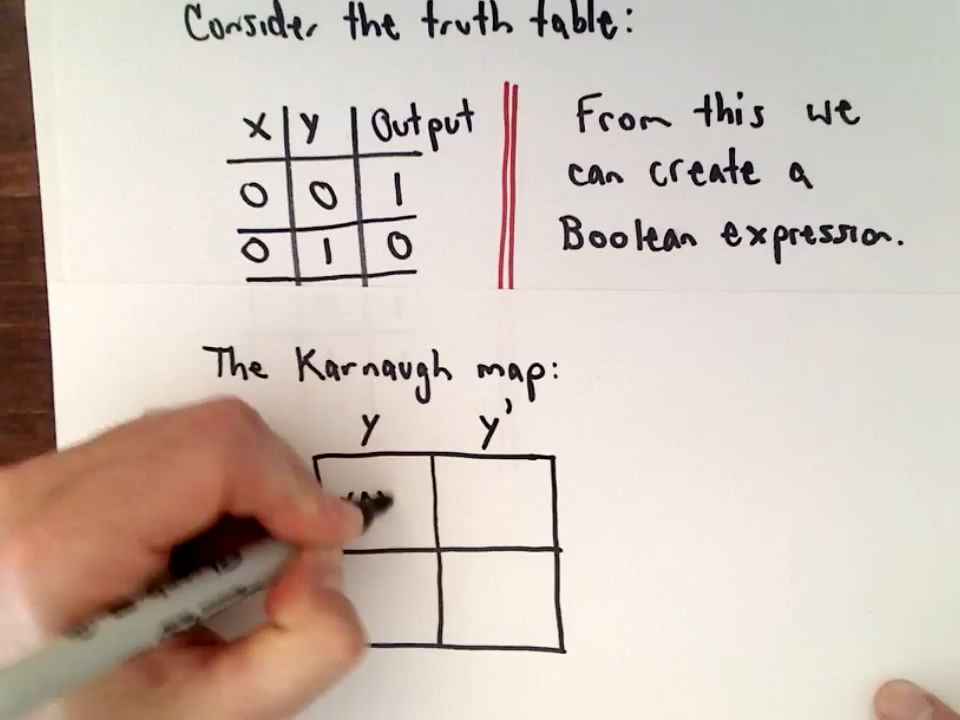 Consider the truth table:
x y Output
0 0 1
0 1 0
From this we
can create a
Boolean expression.
The Karnaugh map:
y y'